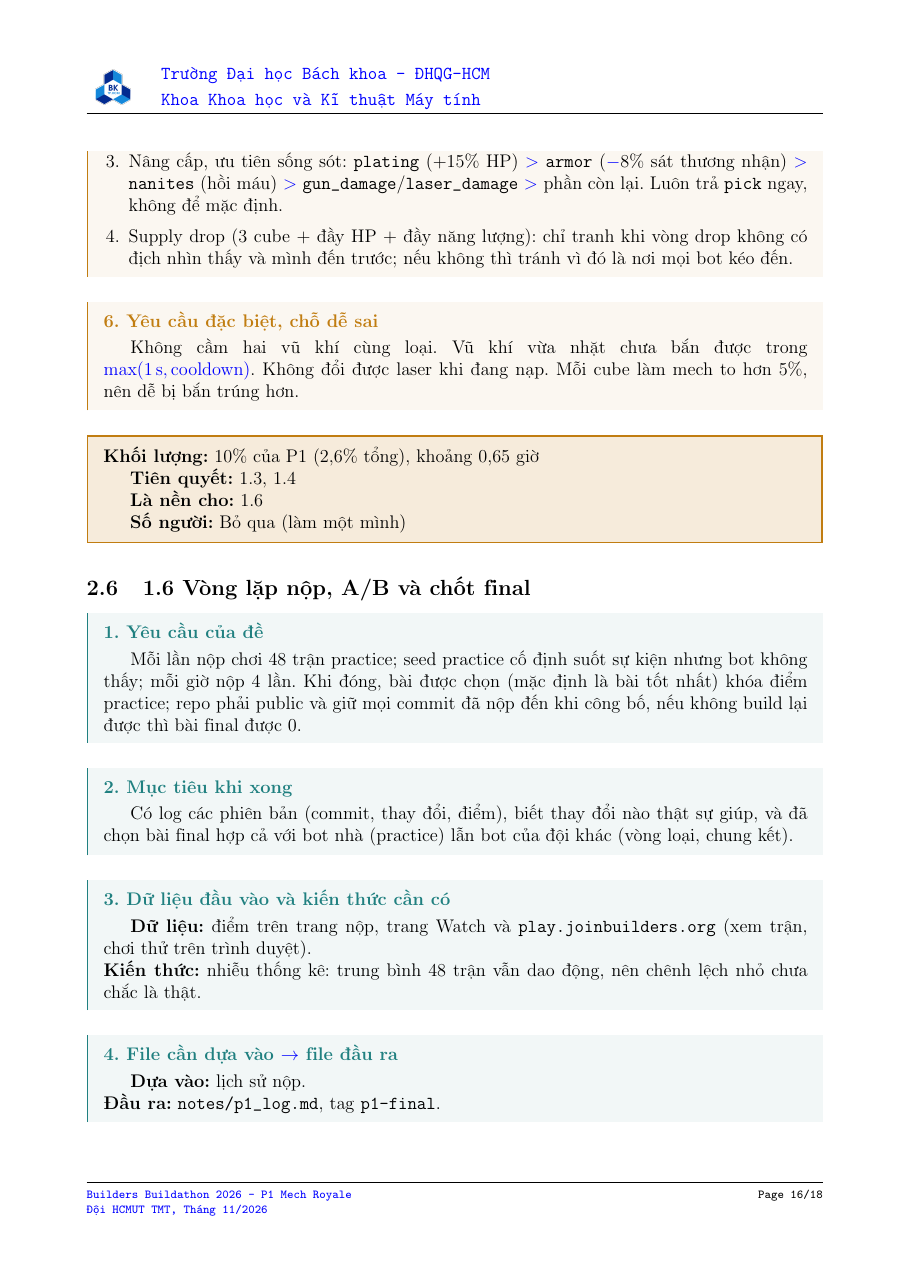 BK
Trường Đại học Bách khoa - ĐHQG-HCM
Khoa Khoa học và Kĩ thuật Máy tính
3. Nâng cấp, ưu tiên sống sót: plating (+15% HP) > armor (−8% sát thương nhận) >
nanites (hồi máu) > gun_damage/laser_damage > phần còn lại. Luôn trả pick ngay,
không để mặc định.
4. Supply drop (3 cube + đầy HP + đầy năng lượng): chỉ tranh khi vòng drop không có
địch nhìn thấy và mình đến trước; nếu không thì tránh vì đó là nơi mọi bot kéo đến.
6. Yêu cầu đặc biệt, chỗ dễ sai
Không cầm hai vũ khí cùng loại. Vũ khí vừa nhặt chưa bắn được trong
max(1 s, cooldown). Không đổi được laser khi đang nạp. Mỗi cube làm mech to hơn 5%,
nên dễ bị bắn trúng hơn.
Khối lượng: 10% của P1 (2,6% tổng), khoảng 0,65 giờ
Tiên quyết: 1.3, 1.4
Là nền cho: 1.6
Số người: Bỏ qua (làm một mình)
2.6 1.6 Vòng lặp nộp, A/B và chốt final
1. Yêu cầu của đề
Mỗi lần nộp chơi 48 trận practice; seed practice cố định suốt sự kiện nhưng bot không
thấy; mỗi giờ nộp 4 lần. Khi đóng, bài được chọn (mặc định là bài tốt nhất) khóa điểm
practice; repo phải public và giữ mọi commit đã nộp đến khi công bố, nếu không build lại
được thì bài final được 0.
2. Mục tiêu khi xong
Có log các phiên bản (commit, thay đổi, điểm), biết thay đổi nào thật sự giúp, và đã
chọn bài final hợp cả với bot nhà (practice) lẫn bot của đội khác (vòng loại, chung kết).
3. Dữ liệu đầu vào và kiến thức cần có
Dữ liệu: điểm trên trang nộp, trang Watch và play.joinbuilders.org (xem trận,
chơi thử trên trình duyệt).
Kiến thức: nhiễu thống kê: trung bình 48 trận vẫn dao động, nên chênh lệch nhỏ chưa
chắc là thật.
4. File cần dựa vào → file đầu ra
Dựa vào: lịch sử nộp.
Đầu ra: notes/p1_log.md, tag p1-final.
Builders Buildathon 2026 - P1 Mech Royale
Page 16/18
Đội HCMUT TMT, Tháng 11/2026